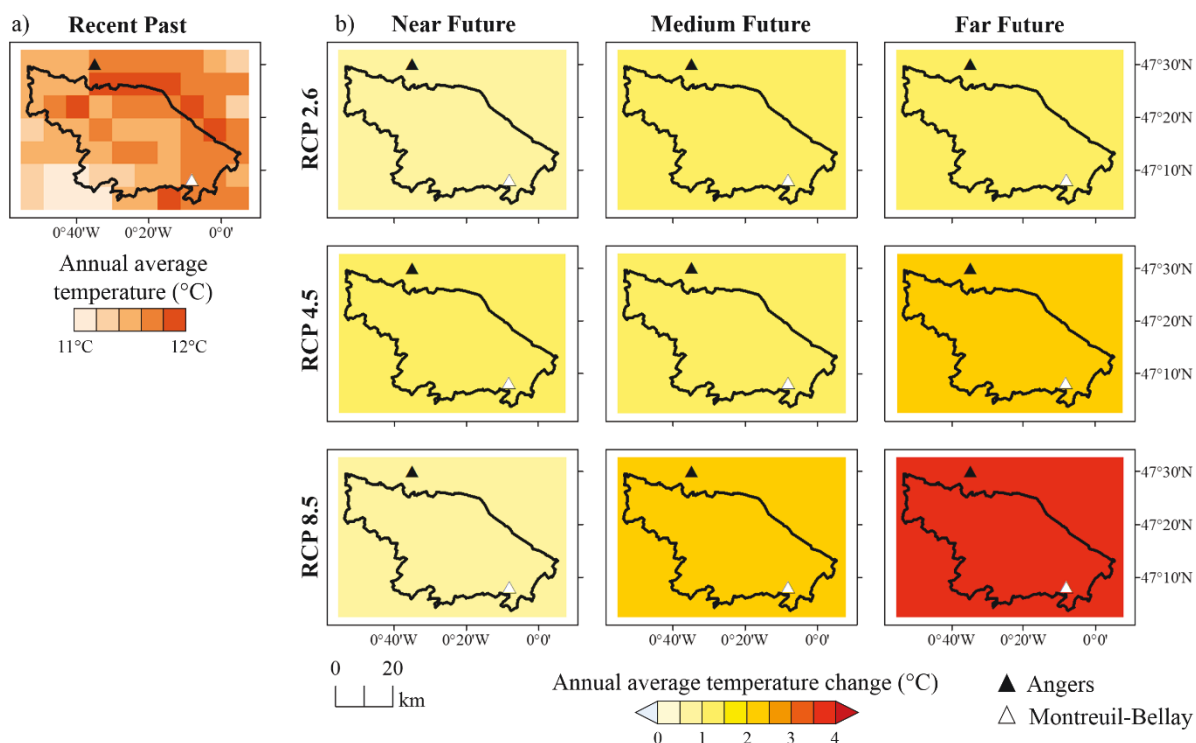 a) Recent Past
b) Near Future Medium Future Far Future
RCP 2.6
47°30'N
47°20'N
47°10'N
0°40'W 0°20'W 0°0'
Annual average
temperature (°C)
11°C 12°C
RCP 4.5
47°30'N
47°20'N
47°10'N
RCP 8.5
47°30'N
47°20'N
47°10'N
0°40'W 0°20'W 0°0' 0°40'W 0°20'W 0°0' 0°40'W 0°20'W 0°0'
0 20
km
Annual average temperature change (°C)
0 1 2 3 4
Angers
Montreuil-Bellay